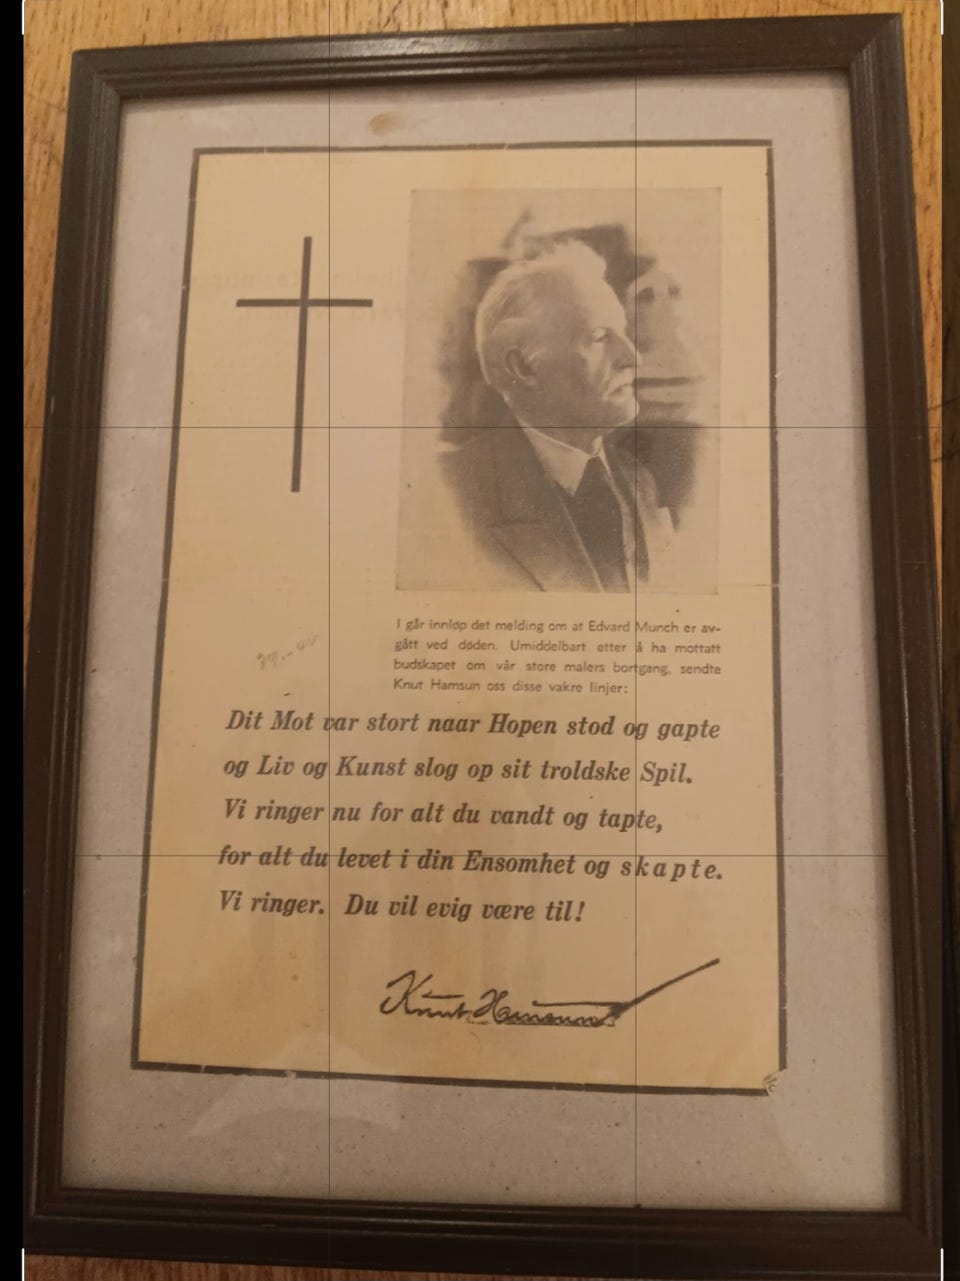 I går innløp det melding om at Edvard Munch er av-
gått ved døden. Umiddelbart etter å ha mottatt
budskapet om vår store malers bortgang, sendte
Knut Hamsun oss disse vakre linjer:
Dit Mot var stort naar Hopen stod og gapte
og Liv og Kunst slog op sit troldske Spil.
Vi ringer nu for alt du vandt og tapte,
for alt du levet i din Ensomhet og skapte.
Vi ringer. Du vil evig være til!
Knut Hamsun